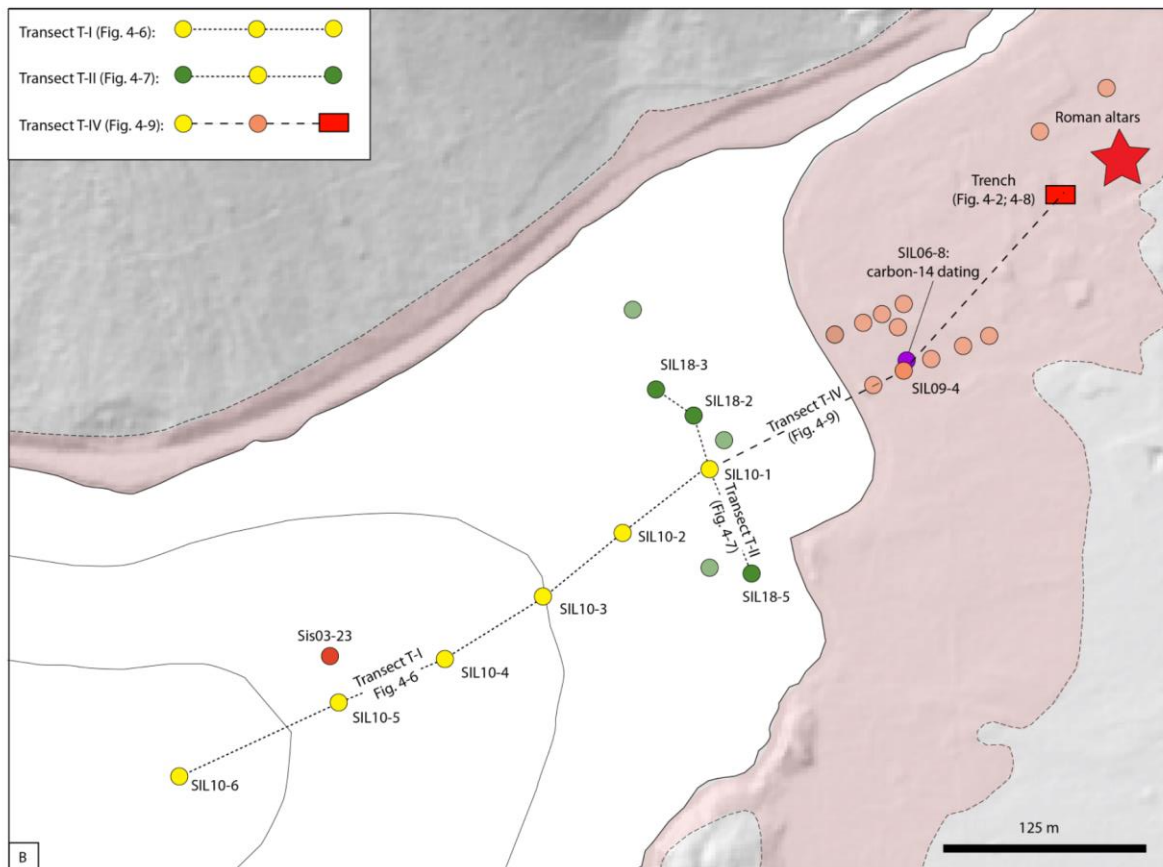 Transect T-I (Fig. 4-6):
Transect T-II (Fig. 4-7):
Transect T-IV (Fig. 4-9):
Roman altars
Trench
(Fig. 4-2; 4-8)
SIL06-8:
carbon-14 dating
SIL18-3
SIL18-2
SIL09-4
Transect T-IV
(Fig. 4-9)
SIL10-1
Transect T-II
(Fig. 4-7)
SIL10-2
SIL18-5
SIL10-3
Sis03-23
Transect T-I
Fig. 4-6
SIL10-4
SIL10-5
SIL10-6
125 m
B